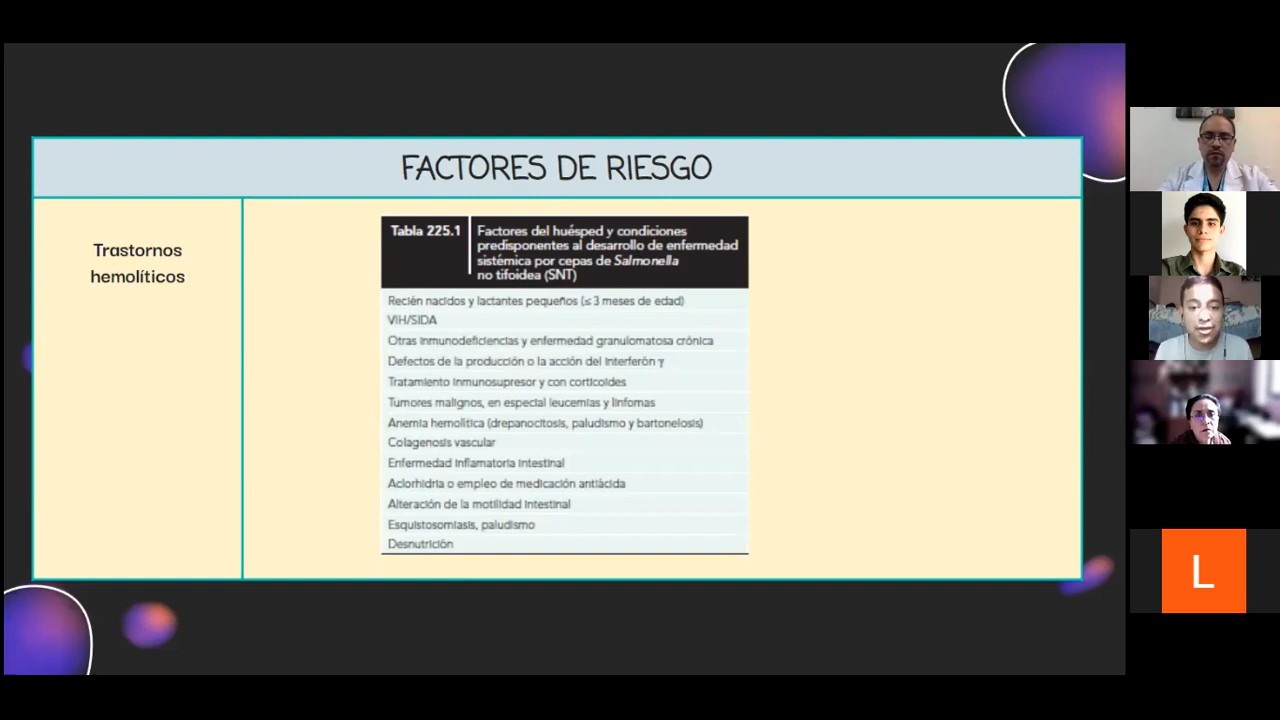 FACTORES DE RIESGO
Trastornos
hemolíticos
Tabla 225.1
Factores del huésped y condiciones
predisponentes al desarrollo de enfermedad
sistémica por cepas de Salmonella
no tifoidea (SNT)
Recién nacidos y lactantes pequeños (≤ 3 meses de edad)
VIH/SIDA
Otras inmunodeficiencias y enfermedad granulomatosa crónica
Defectos de la producción o la acción del interferón γ
Tratamiento inmunosupresor y con corticoides
Tumores malignos, en especial leucemias y linfomas
Anemia hemolítica (drepanocitosis, paludismo y bartonelosis)
Colagenosis vascular
Enfermedad inflamatoria intestinal
Aclorhidria o empleo de medicación antiácida
Alteración de la motilidad intestinal
Esquistosomiasis, paludismo
Desnutrición
L